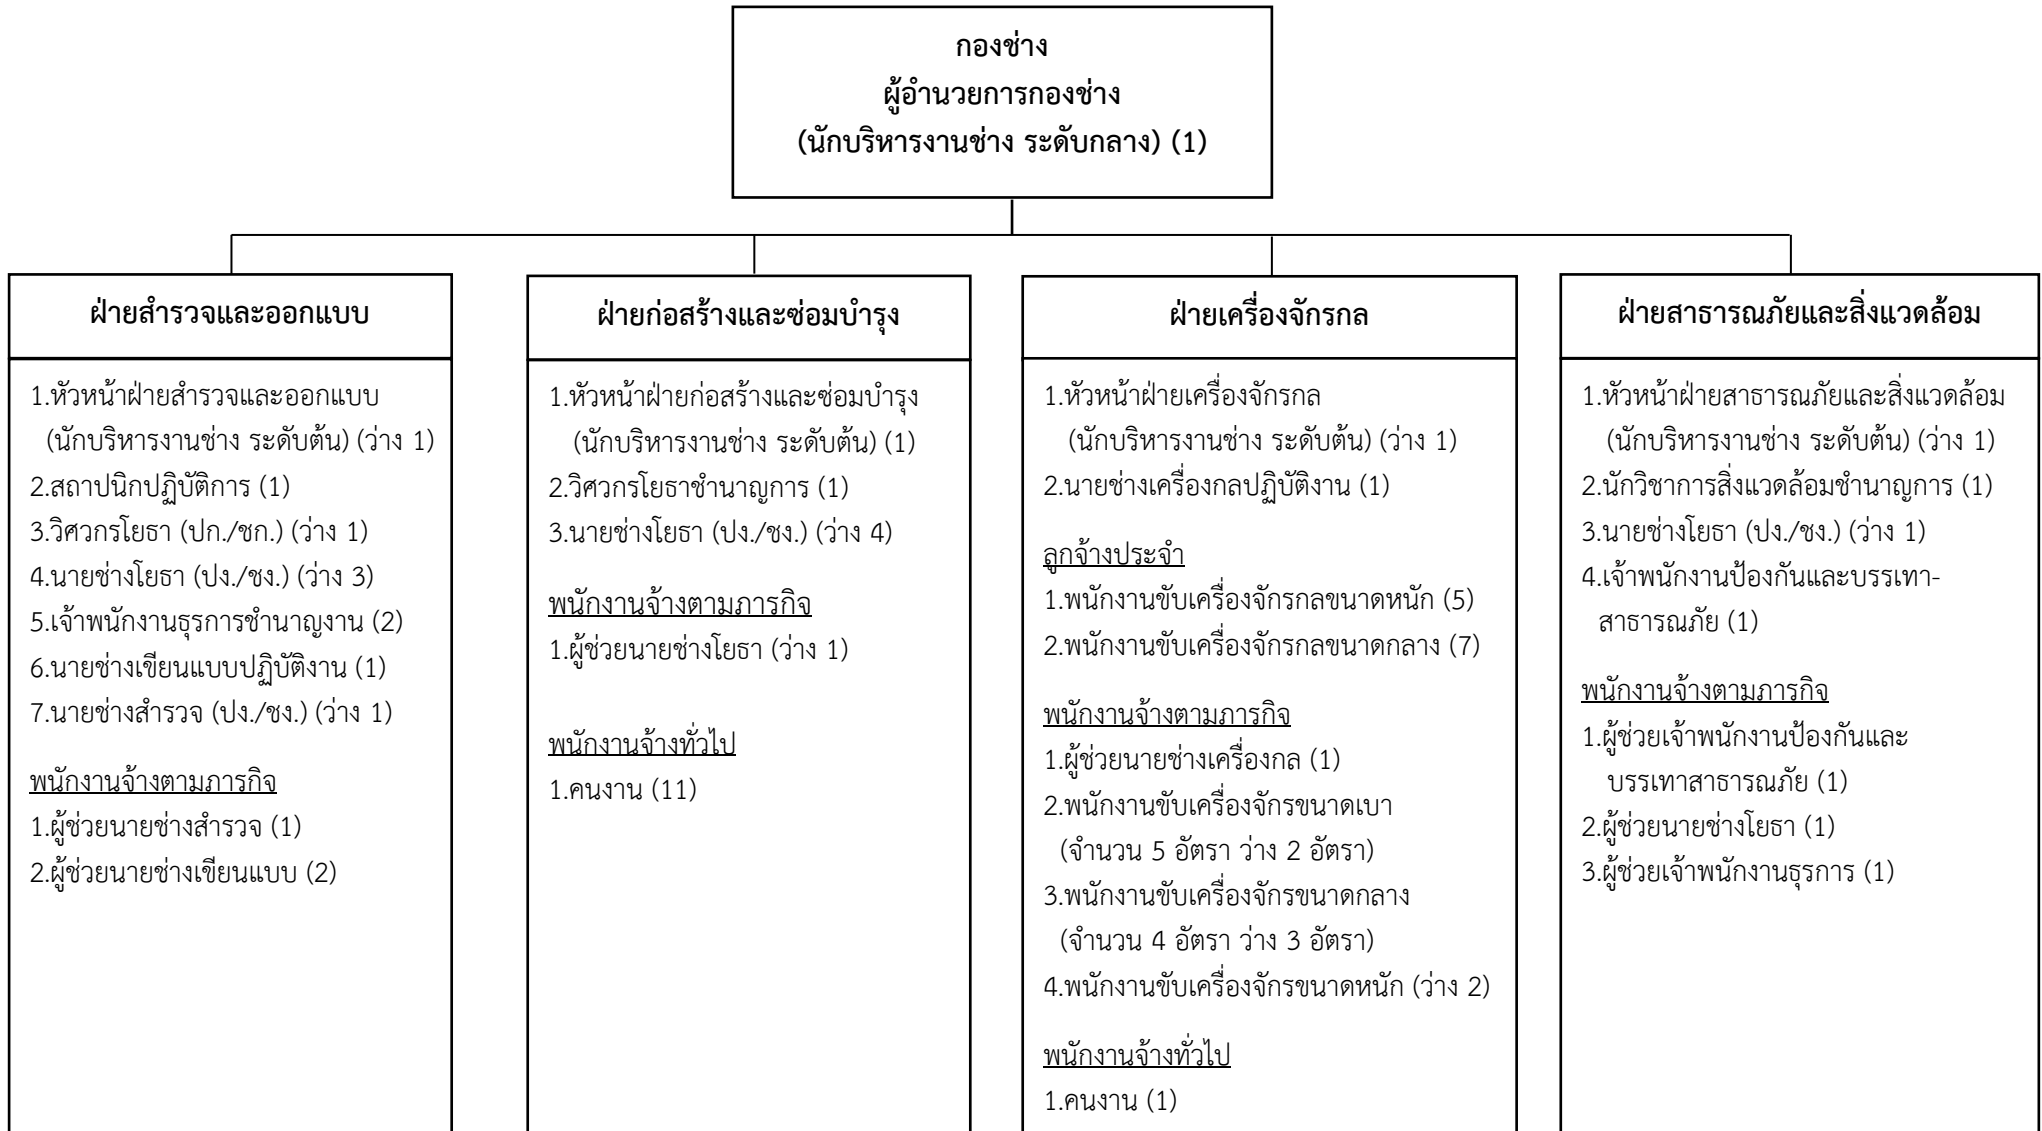 กองช่าง
ผู้อำนวยการกองช่าง
(นักบริหารงานช่าง ระดับกลาง) (1)
ฝ่ายสำรวจและออกแบบ
1.หัวหน้าฝ่ายสำรวจและออกแบบ
(นักบริหารงานช่าง ระดับต้น) (ว่าง 1)
2.สถาปนิกปฏิบัติการ (1)
3.วิศวกรโยธา (ปก./ชก.) (ว่าง 1)
4.นายช่างโยธา (ปง./ชง.) (ว่าง 3)
5.เจ้าพนักงานธุรการชำนาญงาน (2)
6.นายช่างเขียนแบบปฏิบัติงาน (1)
7.นายช่างสำรวจ (ปง./ชง.) (ว่าง 1)
พนักงานจ้างตามภารกิจ
1.ผู้ช่วยนายช่างสำรวจ (1)
2.ผู้ช่วยนายช่างเขียนแบบ (2)
ฝ่ายก่อสร้างและซ่อมบำรุง
1.หัวหน้าฝ่ายก่อสร้างและซ่อมบำรุง
(นักบริหารงานช่าง ระดับต้น) (1)
2.วิศวกรโยธาชำนาญการ (1)
3.นายช่างโยธา (ปง./ชง.) (ว่าง 4)
พนักงานจ้างตามภารกิจ
1.ผู้ช่วยนายช่างโยธา (ว่าง 1)
พนักงานจ้างทั่วไป
1.คนงาน (11)
ฝ่ายเครื่องจักรกล
1.หัวหน้าฝ่ายเครื่องจักรกล
(นักบริหารงานช่าง ระดับต้น) (ว่าง 1)
2.นายช่างเครื่องกลปฏิบัติงาน (1)
ลูกจ้างประจำ
1.พนักงานขับเครื่องจักรกลขนาดหนัก (5)
2.พนักงานขับเครื่องจักรกลขนาดกลาง (7)
พนักงานจ้างตามภารกิจ
1.ผู้ช่วยนายช่างเครื่องกล (1)
2.พนักงานขับเครื่องจักรขนาดเบา
(จำนวน 5 อัตรา ว่าง 2 อัตรา)
3.พนักงานขับเครื่องจักรขนาดกลาง
(จำนวน 4 อัตรา ว่าง 3 อัตรา)
4.พนักงานขับเครื่องจักรขนาดหนัก (ว่าง 2)
พนักงานจ้างทั่วไป
1.คนงาน (1)
ฝ่ายสาธารณภัยและสิ่งแวดล้อม
1.หัวหน้าฝ่ายสาธารณภัยและสิ่งแวดล้อม
(นักบริหารงานช่าง ระดับต้น) (ว่าง 1)
2.นักวิชาการสิ่งแวดล้อมชำนาญการ (1)
3.นายช่างโยธา (ปง./ชง.) (ว่าง 1)
4.เจ้าพนักงานป้องกันและบรรเทา-
สาธารณภัย (1)
พนักงานจ้างตามภารกิจ
1.ผู้ช่วยเจ้าพนักงานป้องกันและ
บรรเทาสาธารณภัย (1)
2.ผู้ช่วยนายช่างโยธา (1)
3.ผู้ช่วยเจ้าพนักงานธุรการ (1)